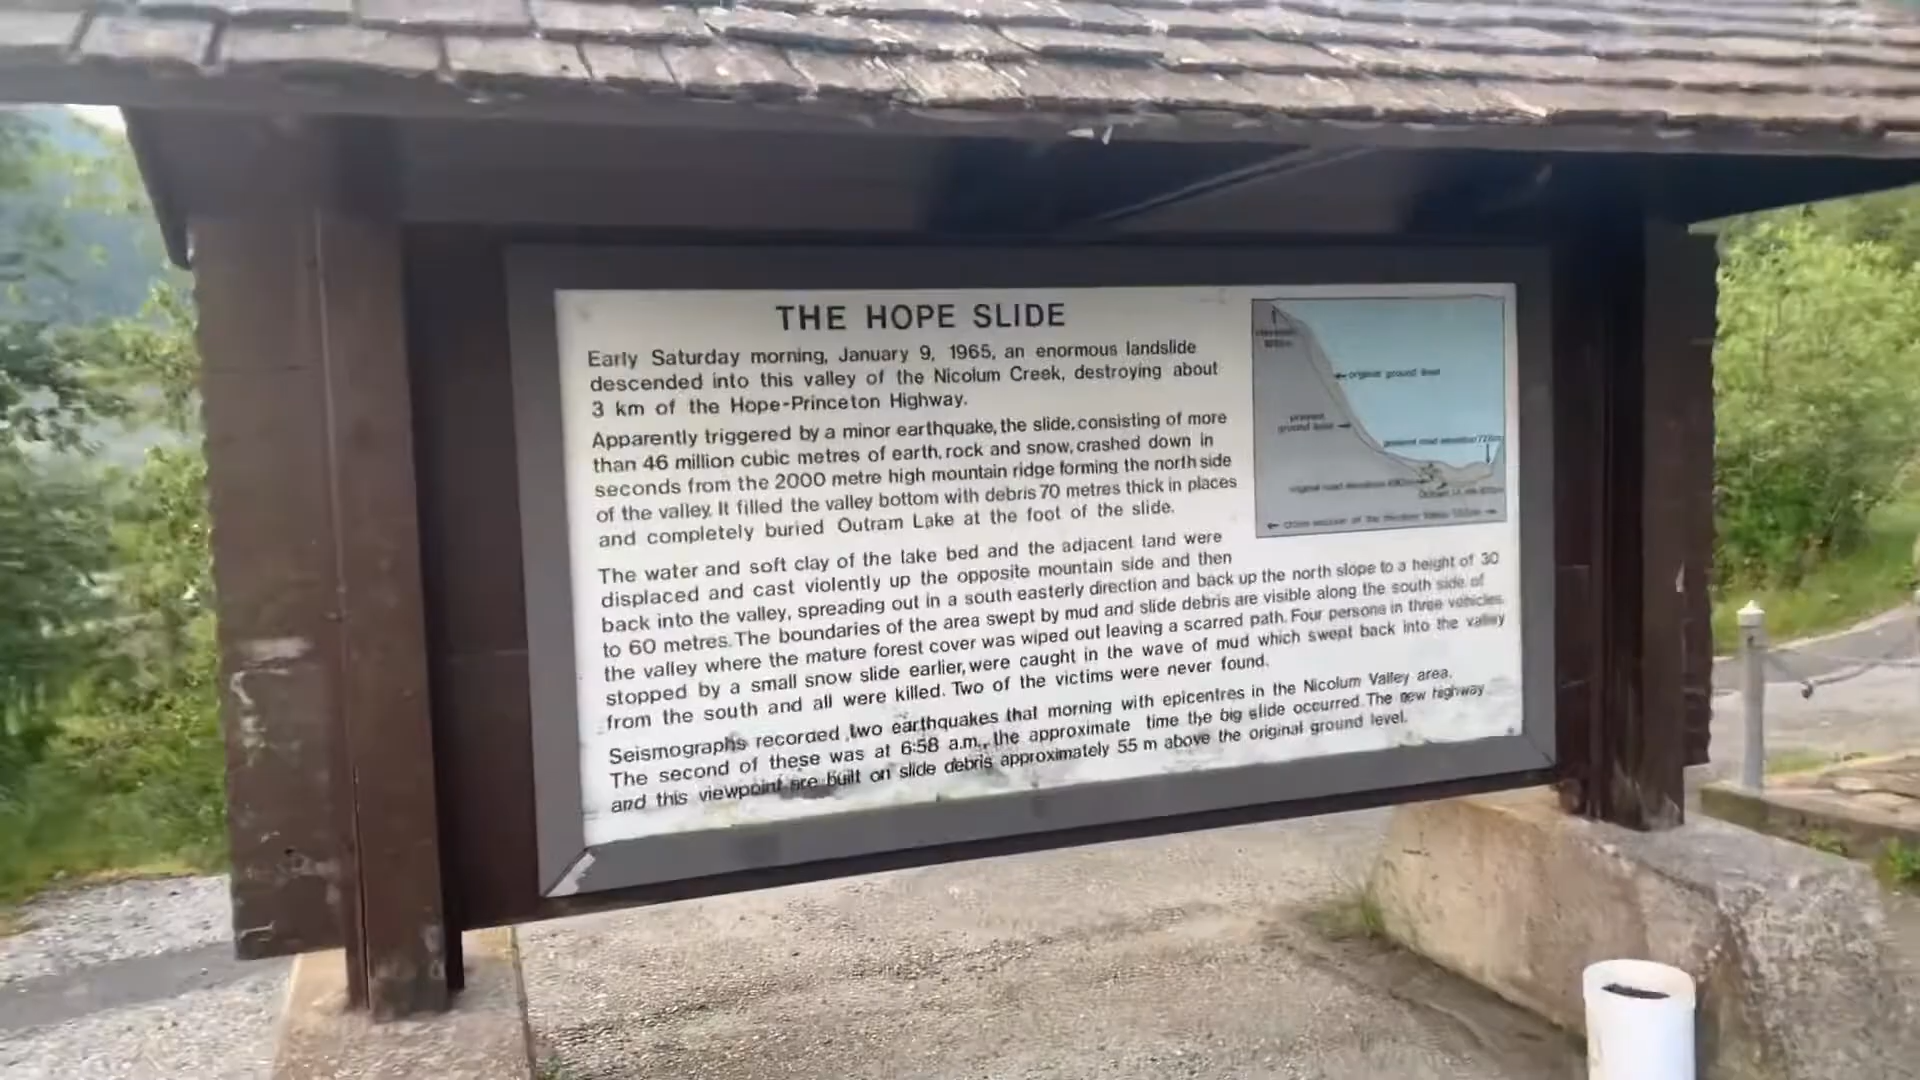 THE HOPE SLIDE
Early Saturday morning, January 9, 1965, an enormous landslide
descended into this valley of the Nicolum Creek, destroying about
3 km of the Hope-Princeton Highway.
Apparently triggered by a minor earthquake, the slide, consisting of more
than 46 million cubic metres of earth, rock and snow, crashed down in
seconds from the 2000 metre high mountain ridge forming the north side
of the valley. It filled the valley bottom with debris 70 metres thick in places
and completely buried Outram Lake at the foot of the slide.
The water and soft clay of the lake bed and the adjacent land were
displaced and cast violently up the opposite mountain side and then
back into the valley, spreading out in a south easterly direction and back up the north slope to a height of 30
to 60 metres. The boundaries of the area swept by mud and slide debris are visible along the south side of
the valley where the mature forest cover was wiped out leaving a scarred path. Four persons in three vehicles,
stopped by a small snow slide earlier, were caught in the wave of mud which swept back into the valley
from the south and all were killed. Two of the victims were never found.
Seismographs recorded two earthquakes that morning with epicentres in the Nicolum Valley area.
The second of these was at 6:58 a.m., the approximate time the big slide occurred. The new highway
and this viewpoint are built on slide debris approximately 55 m above the original ground level.
original ground level
present
ground level
present road elevation
original road elevation